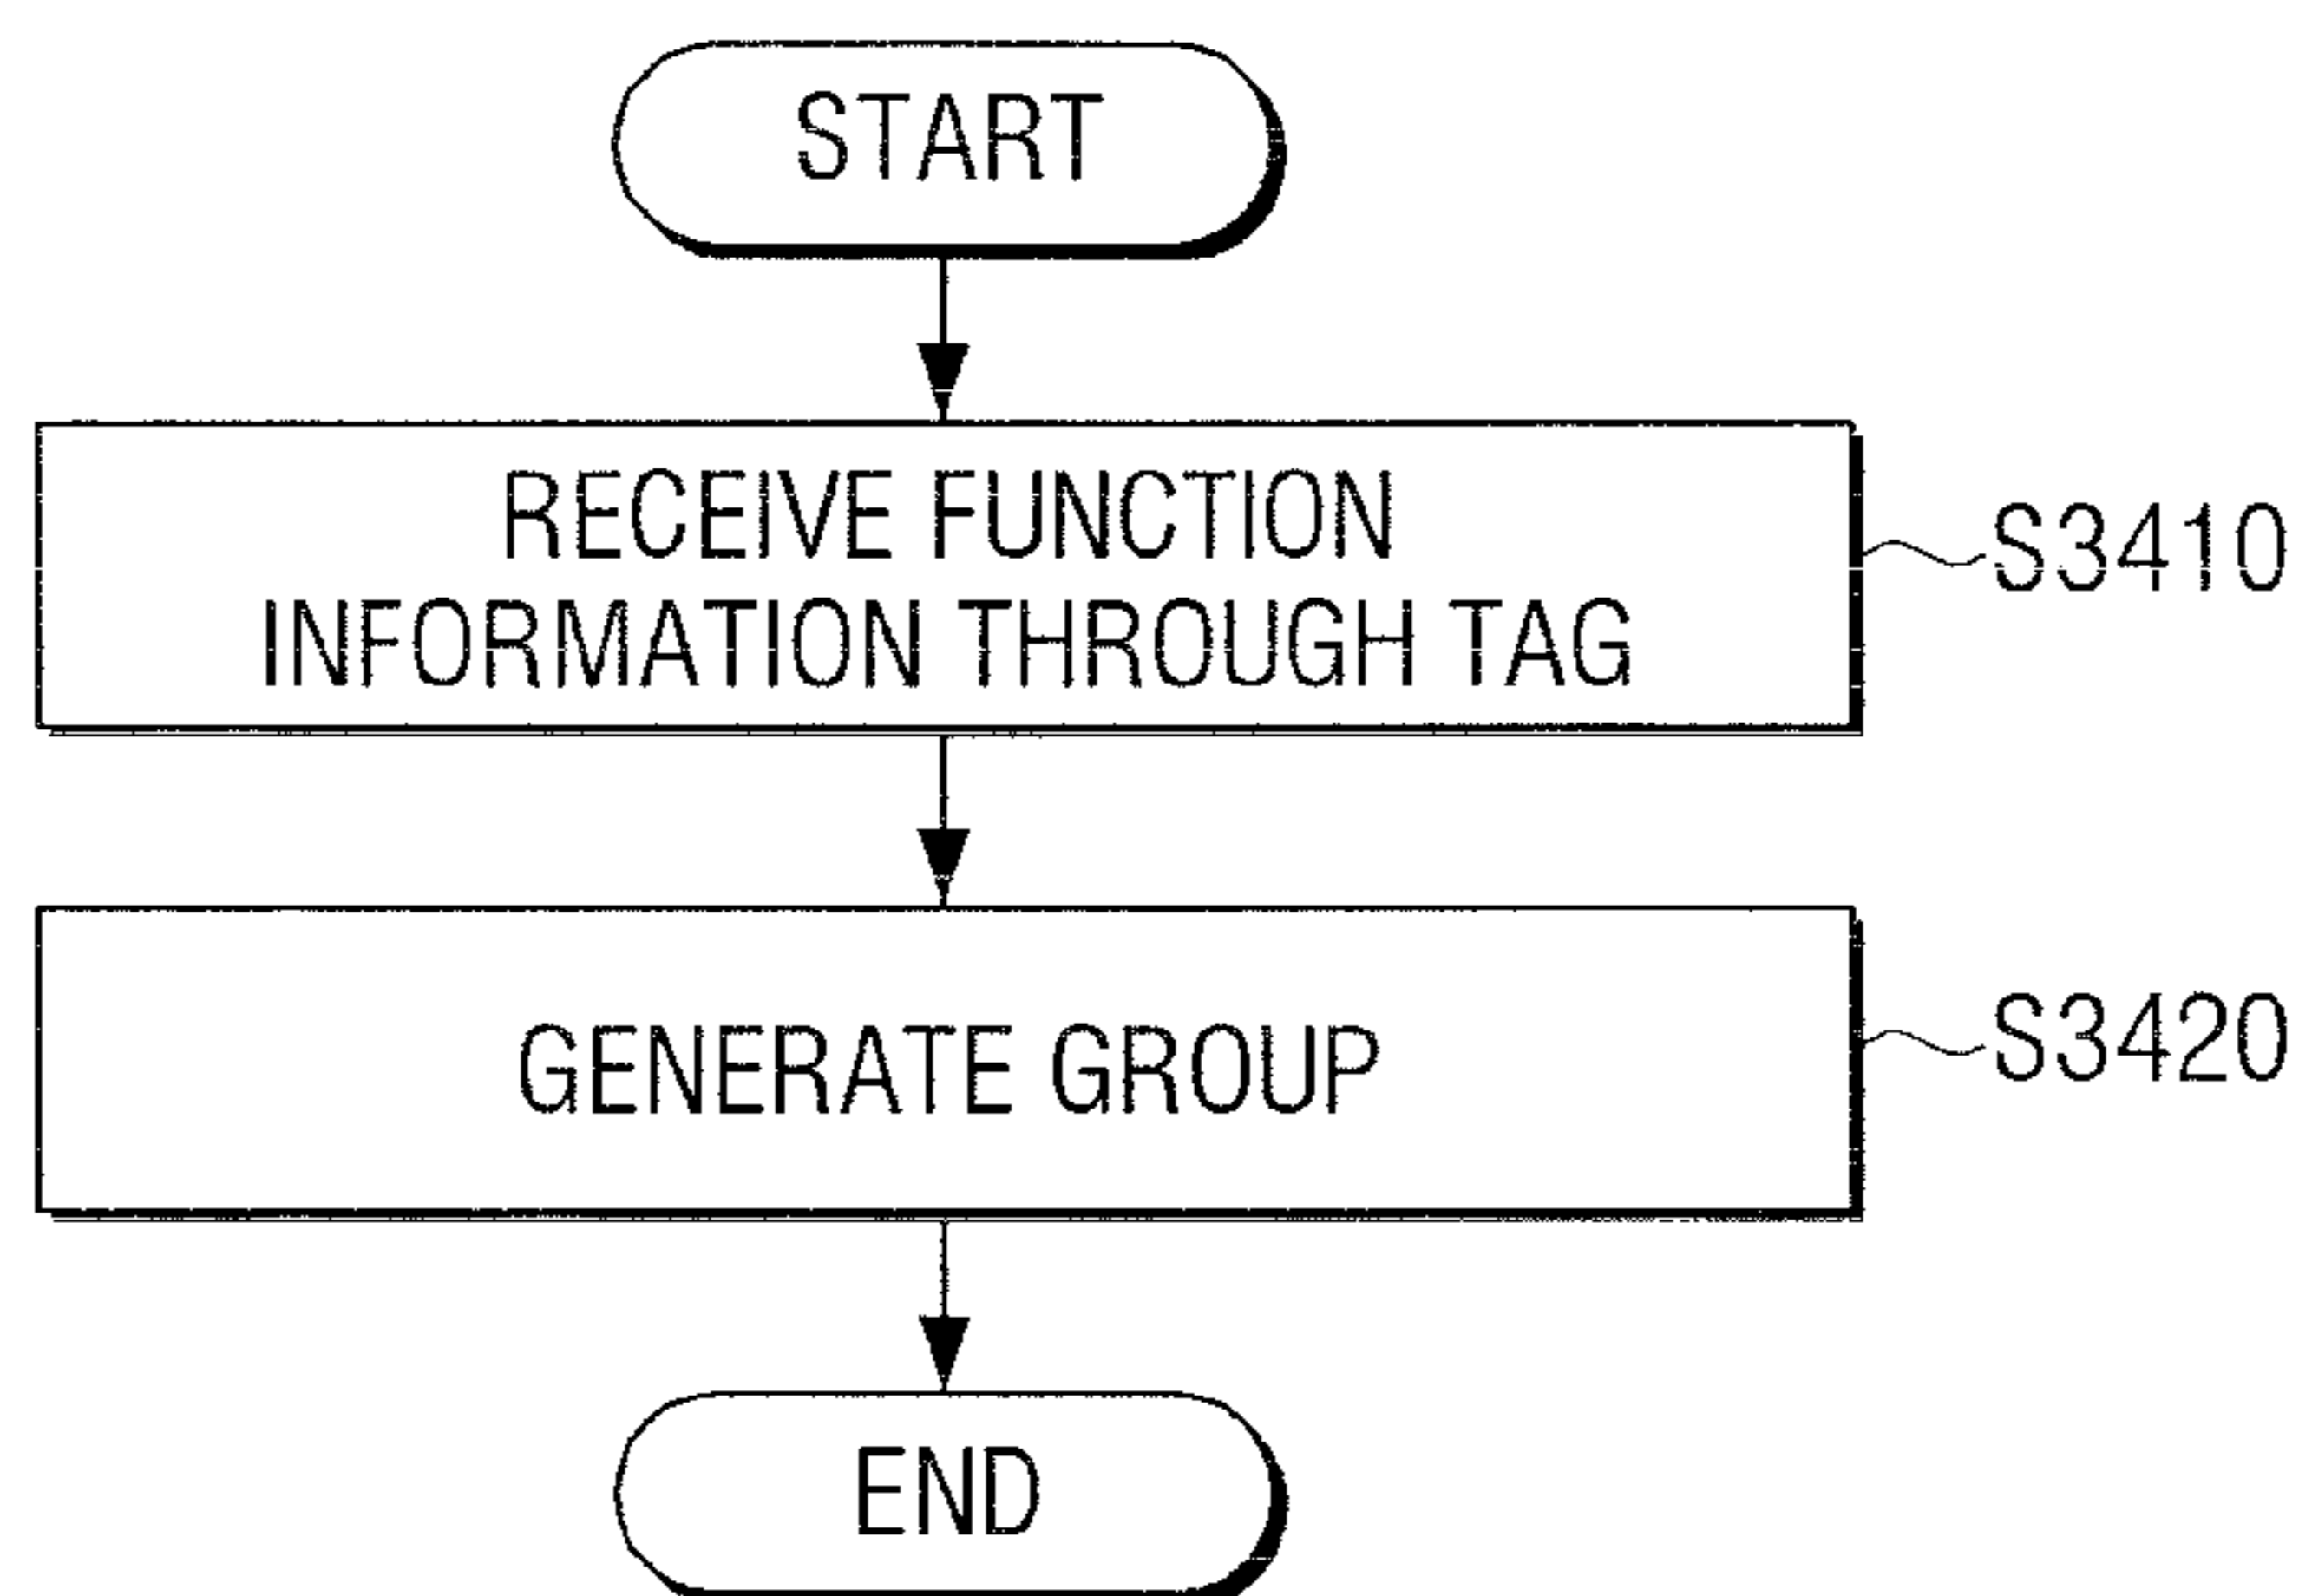 START
RECEIVE FUNCTION
INFORMATION THROUGH TAG
S3410
GENERATE GROUP
S3420
END